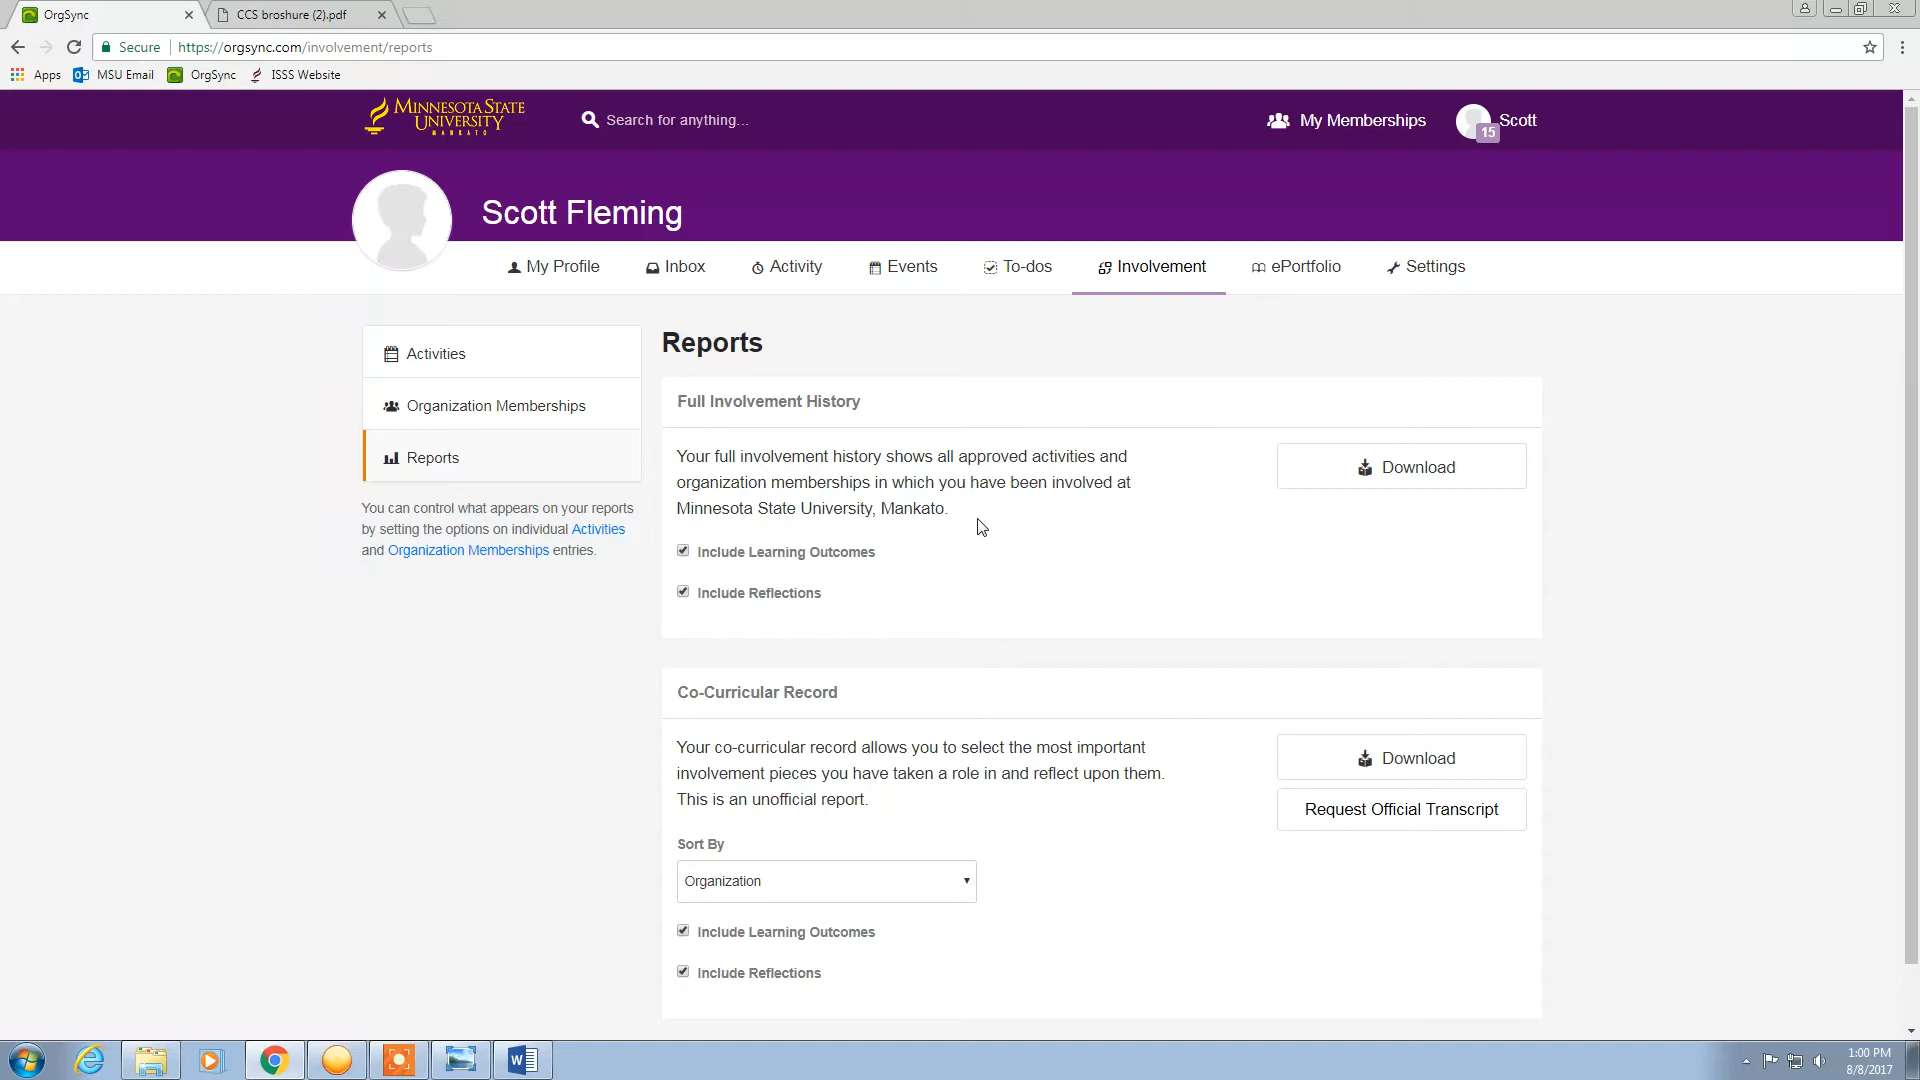 OrgSync
CCS broshure (2).pdf
Secure
https://orgsync.com/involvement/reports
Apps
MSU Email
OrgSync
ISSS Website
MINNESOTA STATE
UNIVERSITY
MANKATO
Search for anything...
My Memberships
15
Scott
Scott Fleming
My Profile
Inbox
Activity
Events
To-dos
Involvement
ePortfolio
Settings
Activities
Organization Memberships
Reports
You can control what appears on your reports
by setting the options on individual Activities
and Organization Memberships entries.
Reports
Full Involvement History
Your full involvement history shows all approved activities and
organization memberships in which you have been involved at
Minnesota State University, Mankato.
Download
Include Learning Outcomes
Include Reflections
Co-Curricular Record
Your co-curricular record allows you to select the most important
involvement pieces you have taken a role in and reflect upon them.
This is an unofficial report.
Download
Request Official Transcript
Sort By
Organization
Include Learning Outcomes
Include Reflections
1:00 PM
8/8/2017